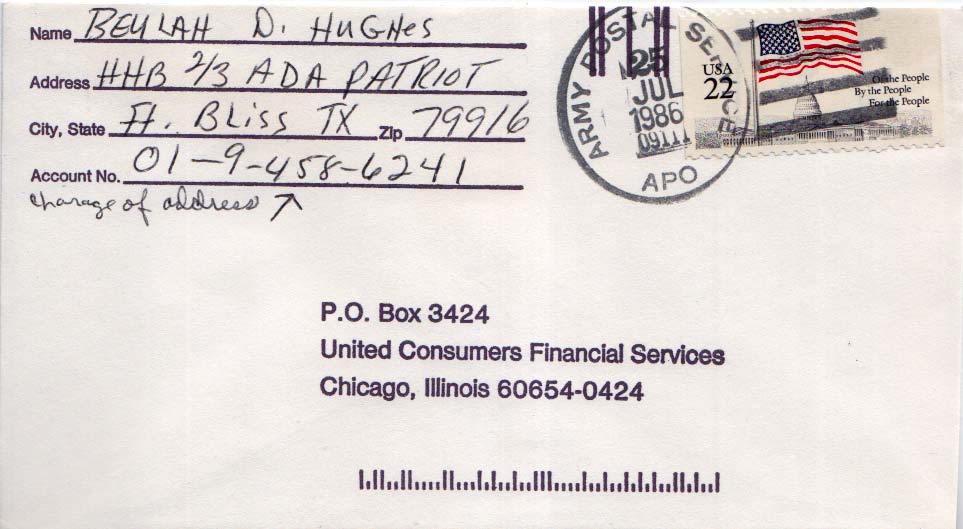 Name BEULAH D. HUGHES
Address HHB 2/3 ADA PATRIOT
City, State Ft. Bliss TX Zip 79916
Account No. 01-9-458-6241
change of address ↗
ARMY POSTAL SERVICE
25
JUL
1986
09111
APO
USA
22
Of the People
By the People
For the People
P.O. Box 3424
United Consumers Financial Services
Chicago, Illinois 60654-0424